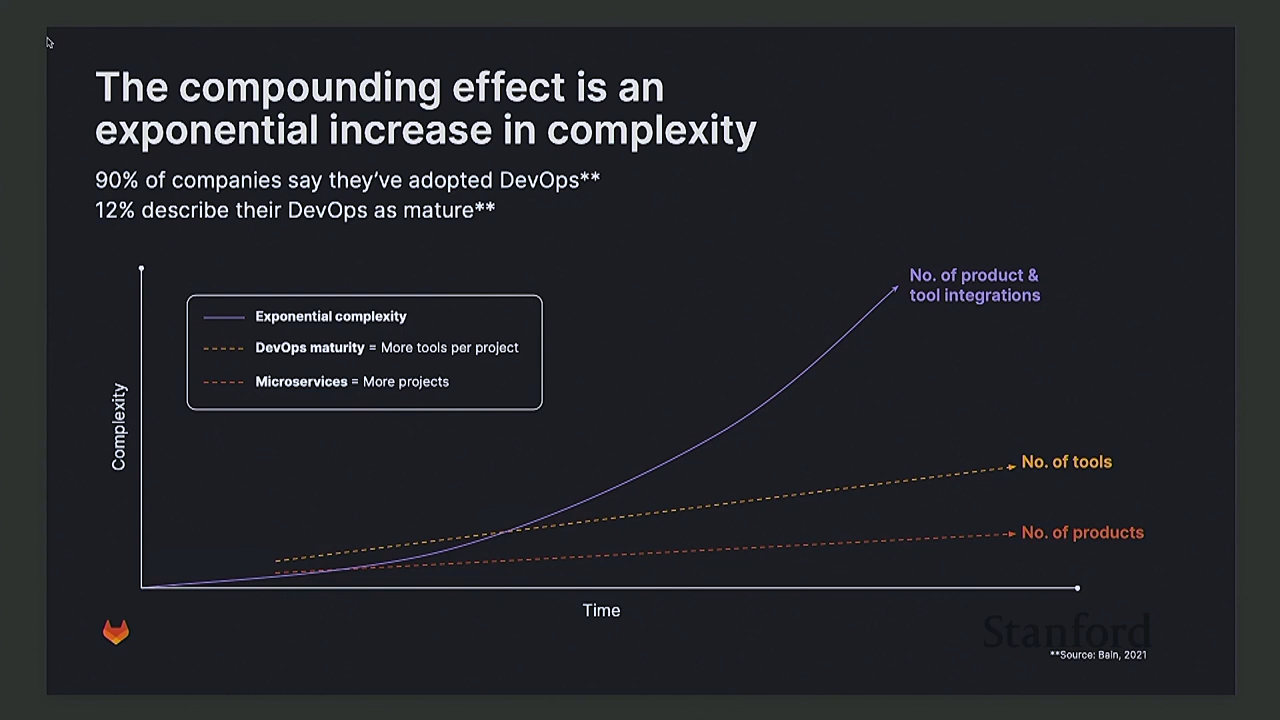 The compounding effect is an
exponential increase in complexity
90% of companies say they've adopted DevOps**
12% describe their DevOps as mature**
No. of product &
tool integrations
Exponential complexity
DevOps maturity = More tools per project
Microservices = More projects
Complexity
No. of tools
No. of products
Time
Stanford
**Source: Bain, 2021